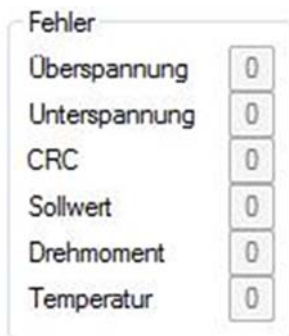 Fehler
Überspannung 0
Unterspannung 0
CRC 0
Sollwert 0
Drehmoment 0
Temperatur 0